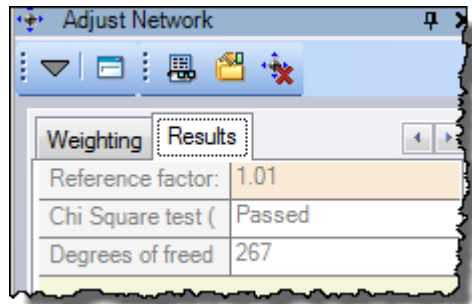 Adjust Network
Weighting Results
Reference factor: 1.01
Chi Square test ( Passed
Degrees of freed 267